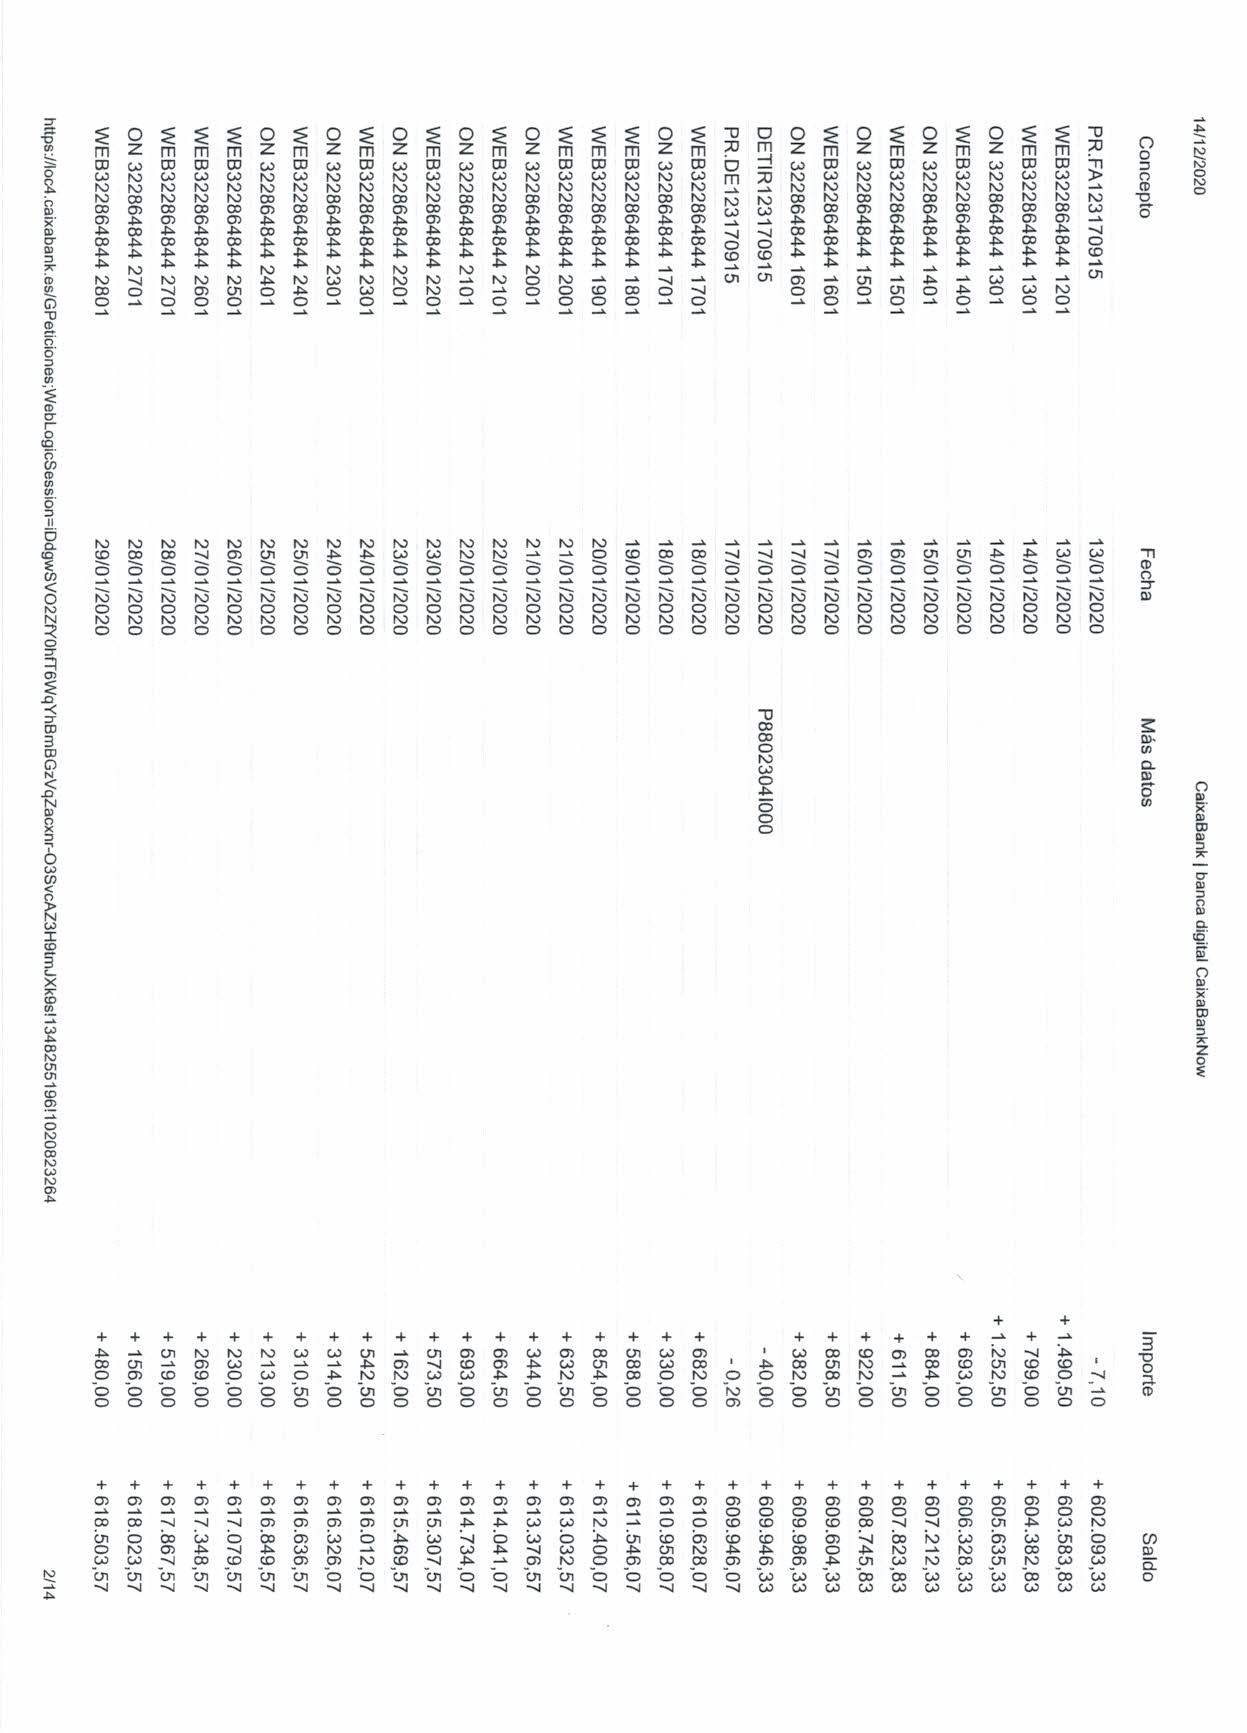 14/12/2020 CaixaBank | banca digital CaixaBankNow
Concepto Fecha Más datos Importe Saldo
PR.FA123170915 13/01/2020 - 7,10 + 602.093,33
WEB322864844 1201 13/01/2020 + 1.490,50 + 603.583,83
WEB322864844 1301 14/01/2020 + 799,00 + 604.382,83
ON 322864844 1301 14/01/2020 + 1.252,50 + 605.635,33
WEB322864844 1401 15/01/2020 + 693,00 + 606.328,33
ON 322864844 1401 15/01/2020 + 884,00 + 607.212,33
WEB322864844 1501 16/01/2020 + 611,50 + 607.823,83
ON 322864844 1501 16/01/2020 + 922,00 + 608.745,83
WEB322864844 1601 17/01/2020 + 858,50 + 609.604,33
ON 322864844 1601 17/01/2020 + 382,00 + 609.986,33
DETIR123170915 17/01/2020 P8802304I000 - 40,00 + 609.946,33
PR.DE123170915 17/01/2020 - 0,26 + 609.946,07
WEB322864844 1701 18/01/2020 + 682,00 + 610.628,07
ON 322864844 1701 18/01/2020 + 330,00 + 610.958,07
WEB322864844 1801 19/01/2020 + 588,00 + 611.546,07
WEB322864844 1901 20/01/2020 + 854,00 + 612.400,07
WEB322864844 2001 21/01/2020 + 632,50 + 613.032,57
ON 322864844 2001 21/01/2020 + 344,00 + 613.376,57
WEB322864844 2101 22/01/2020 + 664,50 + 614.041,07
ON 322864844 2101 22/01/2020 + 693,00 + 614.734,07
WEB322864844 2201 23/01/2020 + 573,50 + 615.307,57
ON 322864844 2201 23/01/2020 + 162,00 + 615.469,57
WEB322864844 2301 24/01/2020 + 542,50 + 616.012,07
ON 322864844 2301 24/01/2020 + 314,00 + 616.326,07
WEB322864844 2401 25/01/2020 + 310,50 + 616.636,57
ON 322864844 2401 25/01/2020 + 213,00 + 616.849,57
WEB322864844 2501 26/01/2020 + 230,00 + 617.079,57
WEB322864844 2601 27/01/2020 + 269,00 + 617.348,57
WEB322864844 2701 28/01/2020 + 519,00 + 617.867,57
ON 322864844 2701 28/01/2020 + 156,00 + 618.023,57
WEB322864844 2801 29/01/2020 + 480,00 + 618.503,57
https://loc4.caixabank.es/GPeticiones;WebLogicSession=iDdgwSVO2ZfY0hfT6WqYhBmBGzVqZacxnr-O3SvcAZ3H9tmJXk9s!1348255196!1020823264 2/14